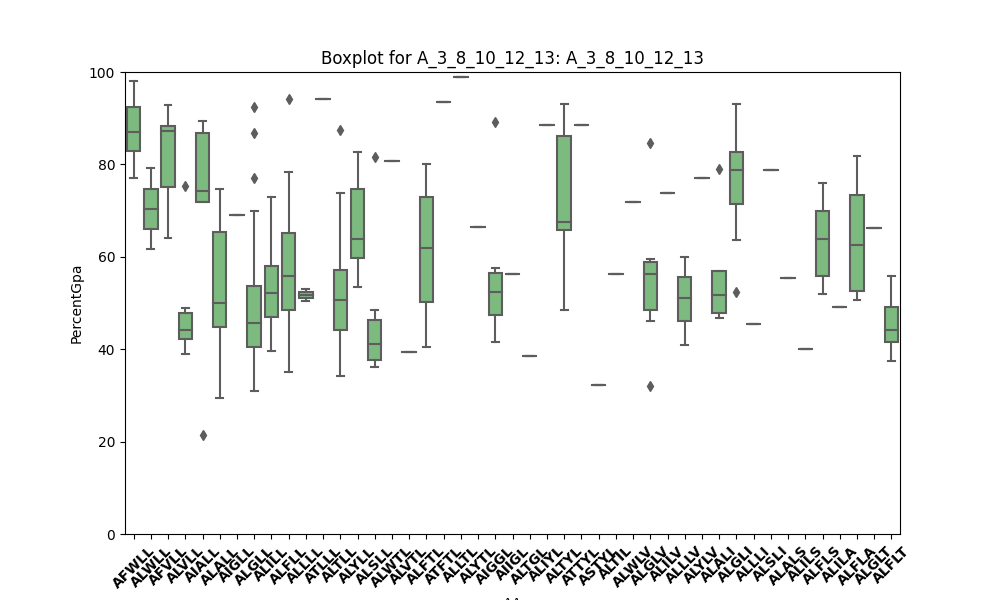 Boxplot for A_3_8_10_12_13: A_3_8_10_12_13
PercentGpa
100
80
60
40
20
0
AFWLL
ALWLL
AFVLL
ALVLL
AIALL
ALALL
AIGLL
ALGLL
ALILL
ALFLL
ALLLL
ATLLL
ALTLL
ALYLL
ALSLL
ALWTL
ALVTL
ALFTL
ATFTL
ALLTL
ALYTL
AIGGL
AIIGL
ALTGL
ALIYL
ALTYL
ATTYL
ASTYL
ALTIL
ALWLV
ALGLV
ALILV
ALLLV
ALYLV
ALALI
ALGLI
ALLLI
ALSLI
ALALS
ALILS
ALFLS
ALILA
ALFLA
ALGLT
ALFLT